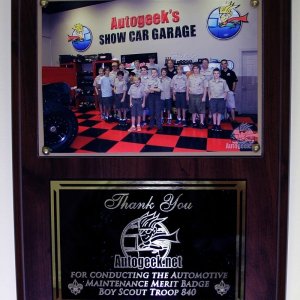 Autogeek's
SHOW CAR GARAGE
Autogeek
Thank You
Autogeek.net
FOR CONDUCTING THE AUTOMOTIVE
MAINTENANCE MERIT BADGE
BOY SCOUT TROOP 840